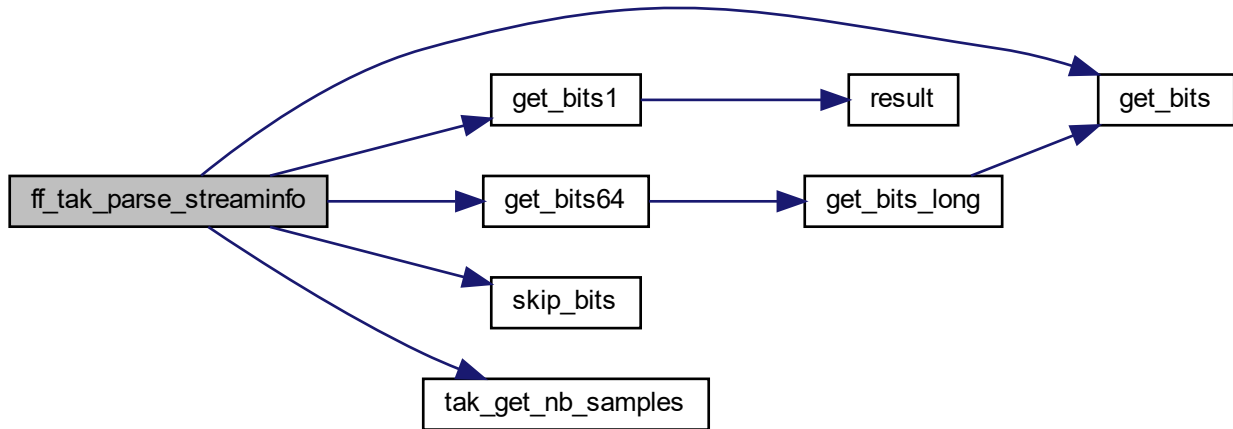 ff_tak_parse_streaminfo
get_bits1
result
get_bits
get_bits64
get_bits_long
skip_bits
tak_get_nb_samples